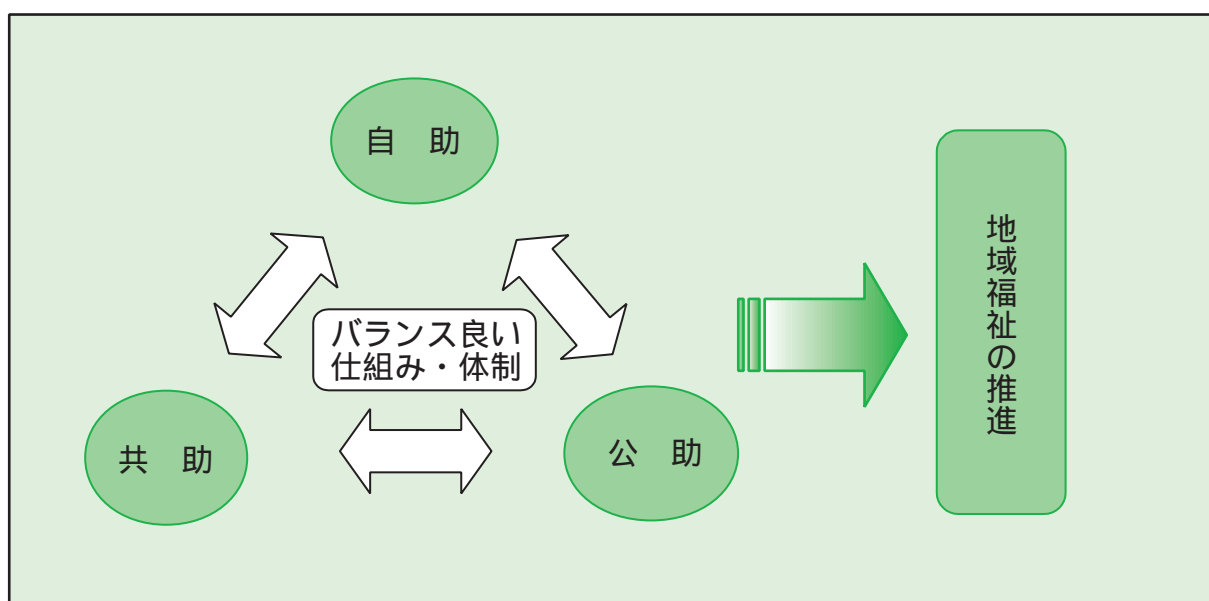 自　助
バランス良い
仕組み・体制
共　助
公　助
地域福祉の推進